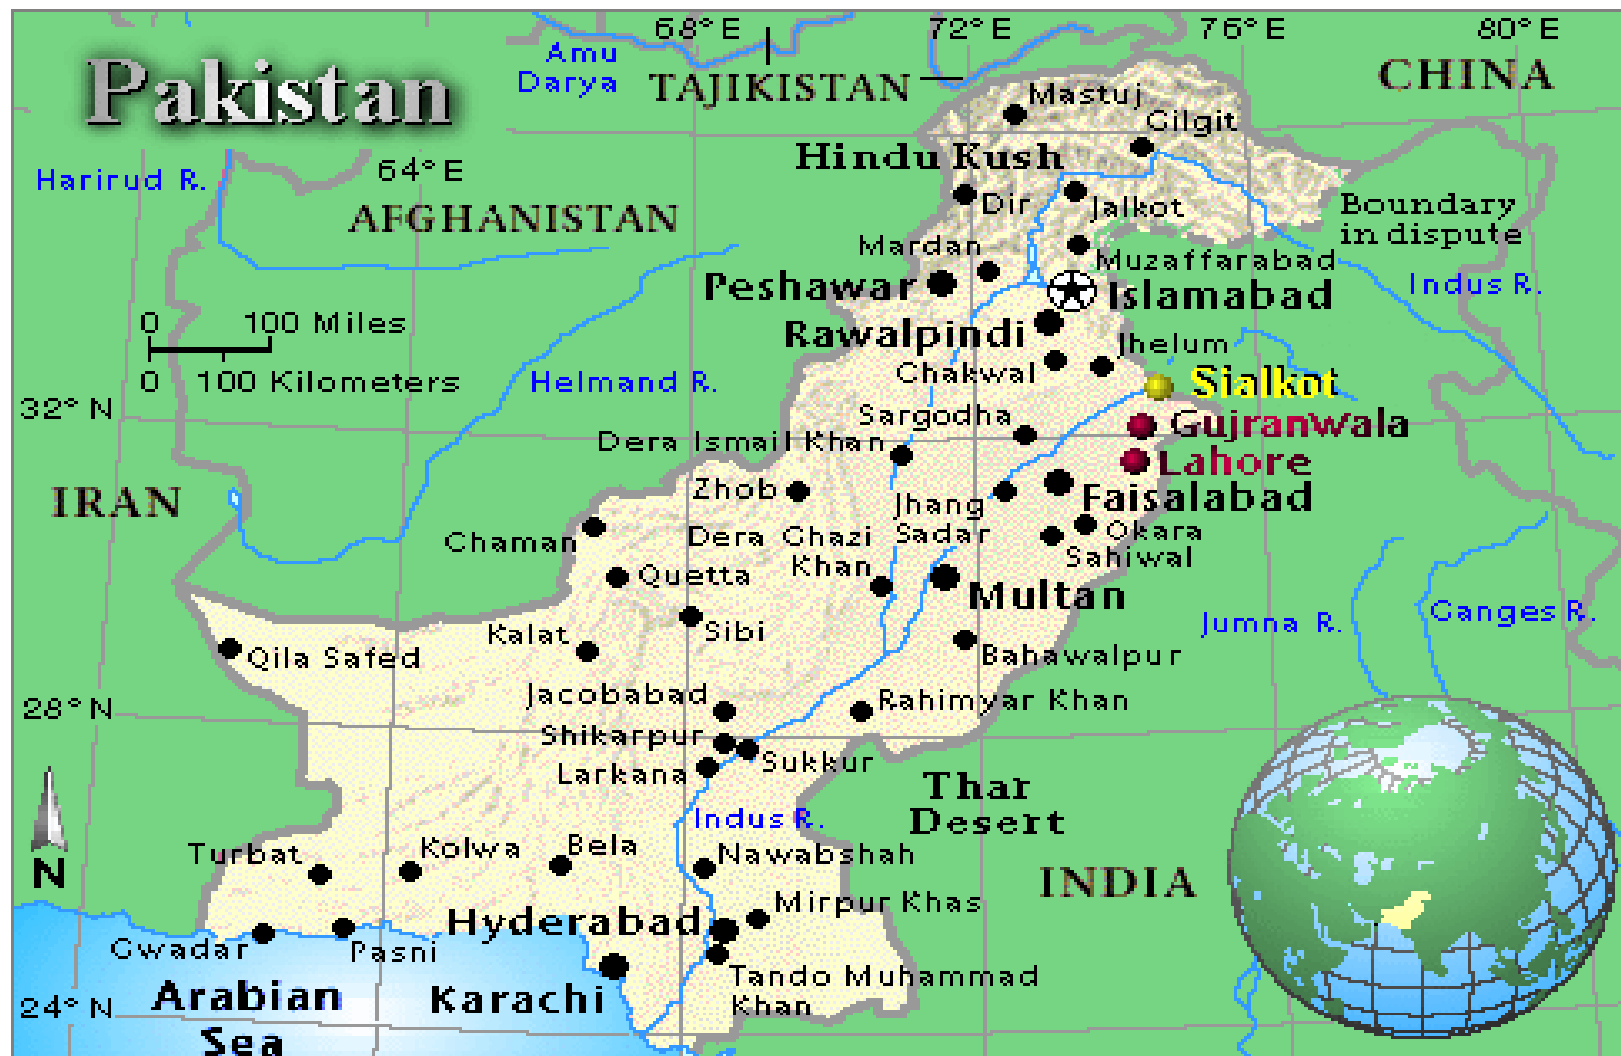 68° E
72° E
76° E
80° E
Amu
Darya
TAJIKISTAN
CHINA
Pakistan
Mastuj
Gilgit
Hindu Kush
64° E
Harirud R.
AFGHANISTAN
Dir
Jalkot
Boundary
in dispute
Mardan
Muzaffarabad
Peshawar
Islamabad
Indus R.
0 100 Miles
0 100 Kilometers
Rawalpindi
Jhelum
Chakwal
Helmand R.
Sialkot
32° N
Sargodha
Gujranwala
Dera Ismail Khan
Lahore
IRAN
Zhob
Jhang
Sadar
Faisalabad
Chaman
Dera Ghazi
Khan
Okara
Sahiwal
Quetta
Multan
Jumna R.
Ganges R.
Kalat
Sibi
Qila Safed
Bahawalpur
28° N
Jacobabad
Rahimyar Khan
Shikarpur
Sukkur
Larkana
Thar
Desert
Indus R.
N
Turbat
Kolwa
Bela
Nawabshah
INDIA
Mirpur Khas
Hyderabad
Gwadar
Pasni
Tando Muhammad
Khan
Arabian
Sea
Karachi
24° N